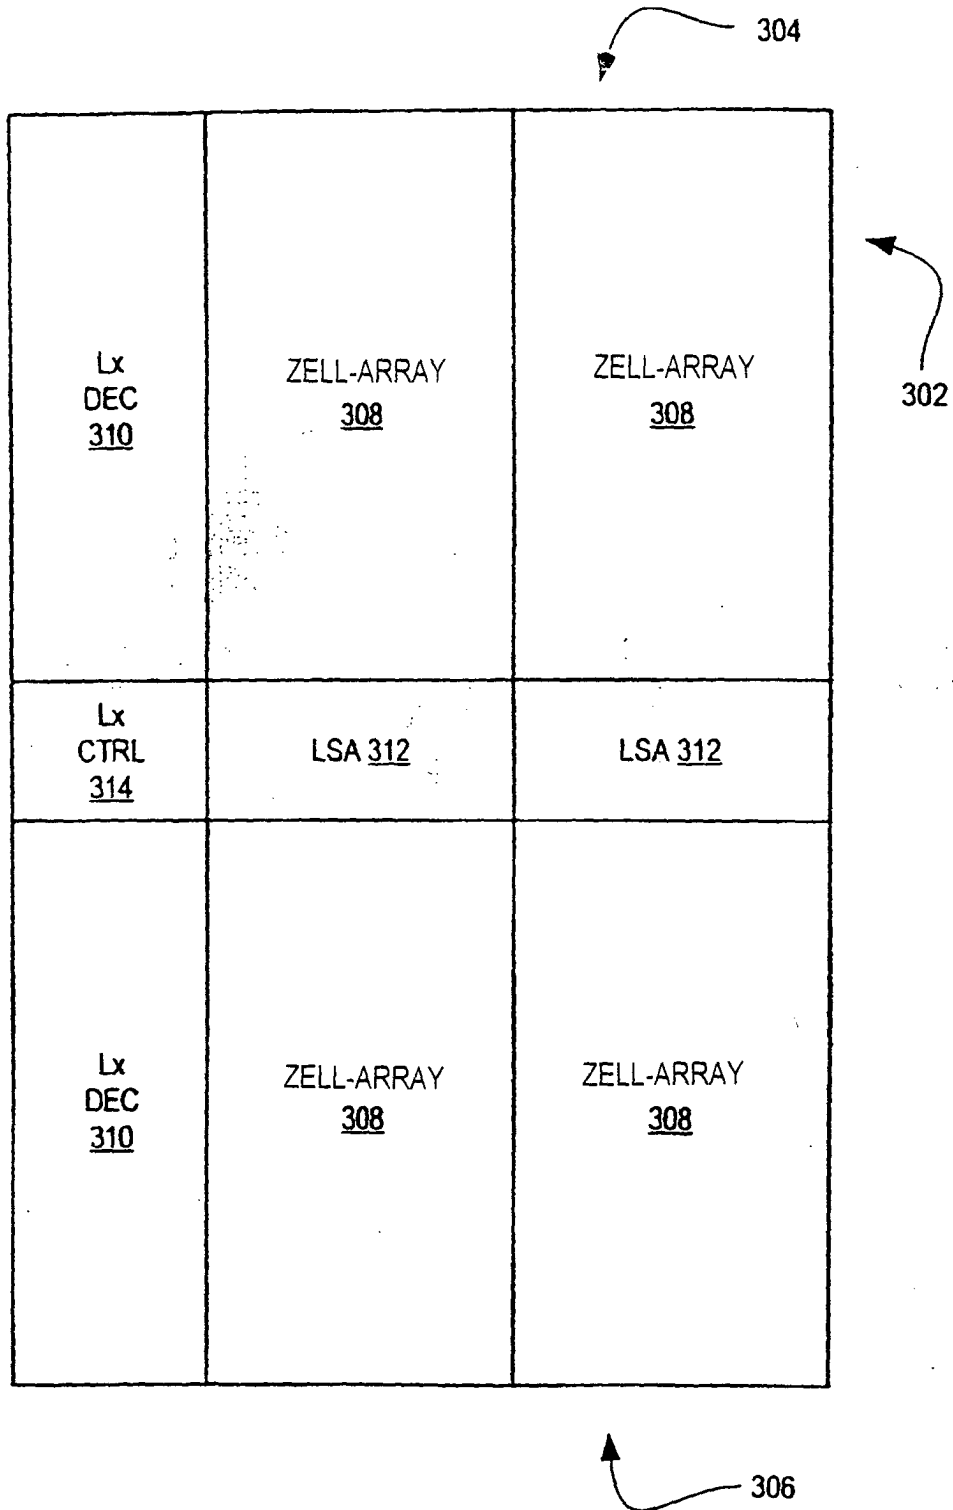 304
302
Lx
DEC
310
ZELL-ARRAY
308
ZELL-ARRAY
308
Lx
CTRL
314
LSA 312
LSA 312
Lx
DEC
310
ZELL-ARRAY
308
ZELL-ARRAY
308
306